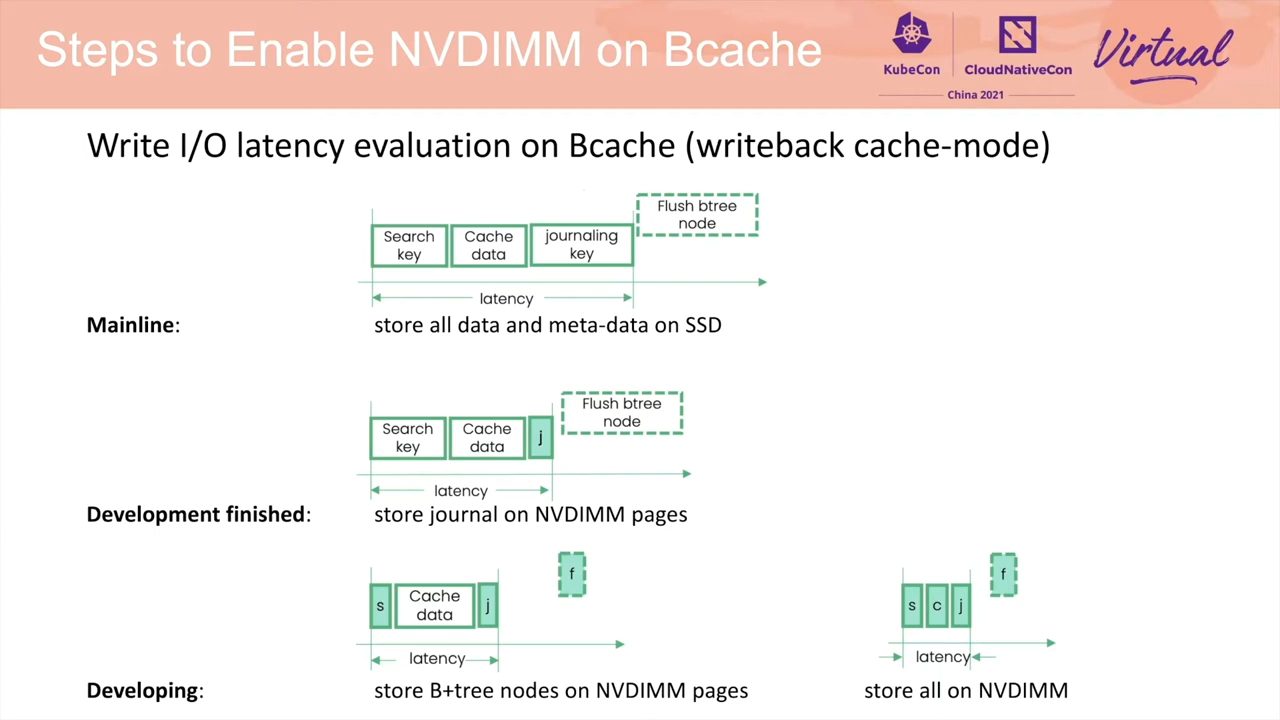 Steps to Enable NVDIMM on Bcache
KubeCon
CloudNativeCon
Virtual
China 2021
Write I/O latency evaluation on Bcache (writeback cache-mode)
Flush btree
node
Search
key
Cache
data
journaling
key
latency
Mainline:
store all data and meta-data on SSD
Flush btree
node
Search
key
Cache
data
j
latency
Development finished:
store journal on NVDIMM pages
f
s
Cache
data
j
latency
f
s
c
j
latency
Developing:
store B+tree nodes on NVDIMM pages
store all on NVDIMM